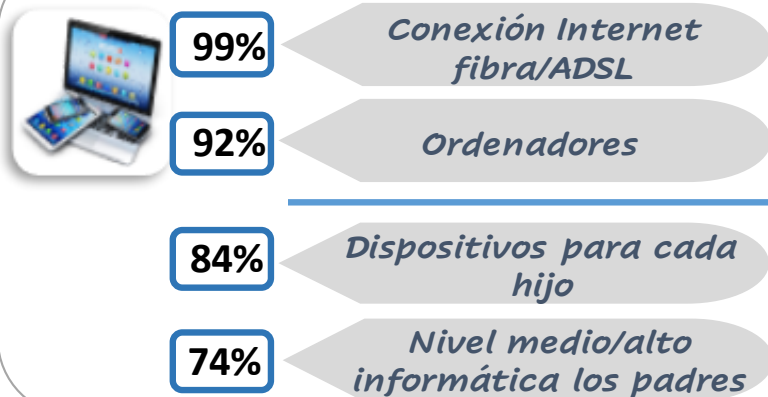 99%
Conexión Internet
fibra/ADSL
92%
Ordenadores
84%
Dispositivos para cada
hijo
74%
Nivel medio/alto
informática los padres